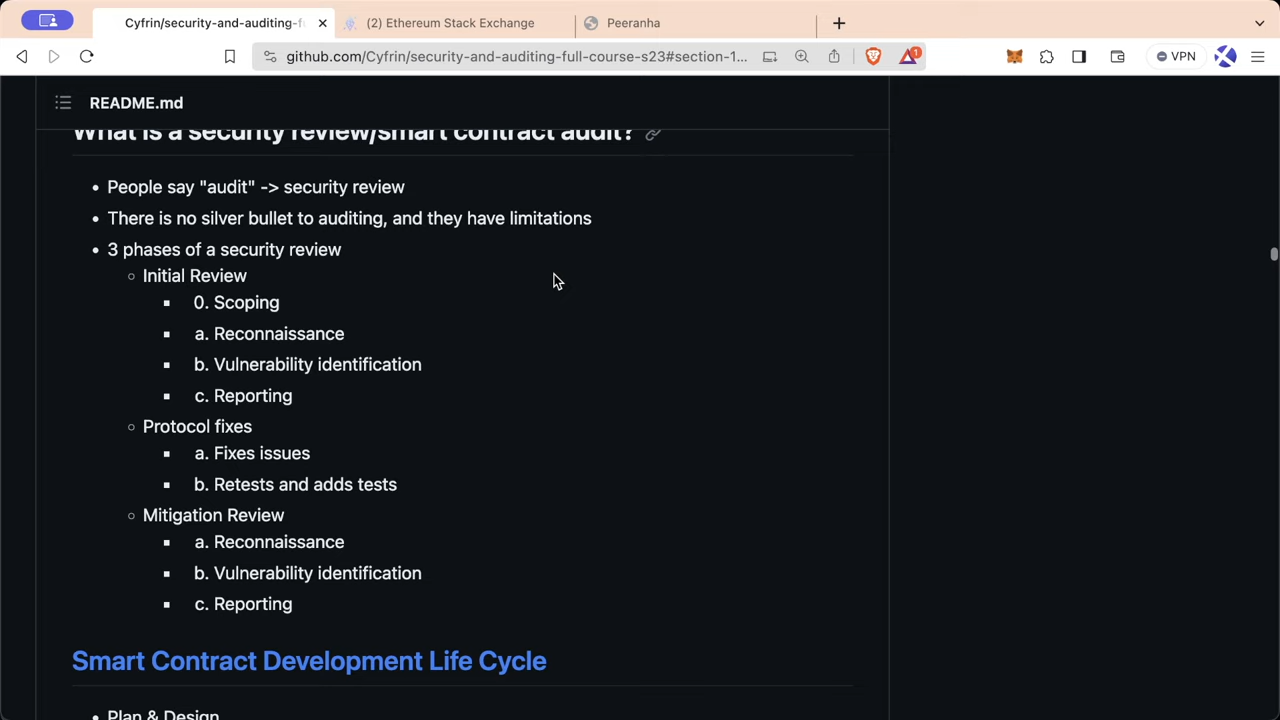 Cyfrin/security-and-auditing-f
(2) Ethereum Stack Exchange
Peeranha
github.com/Cyfrin/security-and-auditing-full-course-s23#section-1...
1
VPN
README.md
What is a security review/smart contract audit?
• People say "audit" -> security review
• There is no silver bullet to auditing, and they have limitations
• 3 phases of a security review
◦ Initial Review
▪ 0. Scoping
▪ a. Reconnaissance
▪ b. Vulnerability identification
▪ c. Reporting
◦ Protocol fixes
▪ a. Fixes issues
▪ b. Retests and adds tests
◦ Mitigation Review
▪ a. Reconnaissance
▪ b. Vulnerability identification
▪ c. Reporting
Smart Contract Development Life Cycle
• Plan & Design